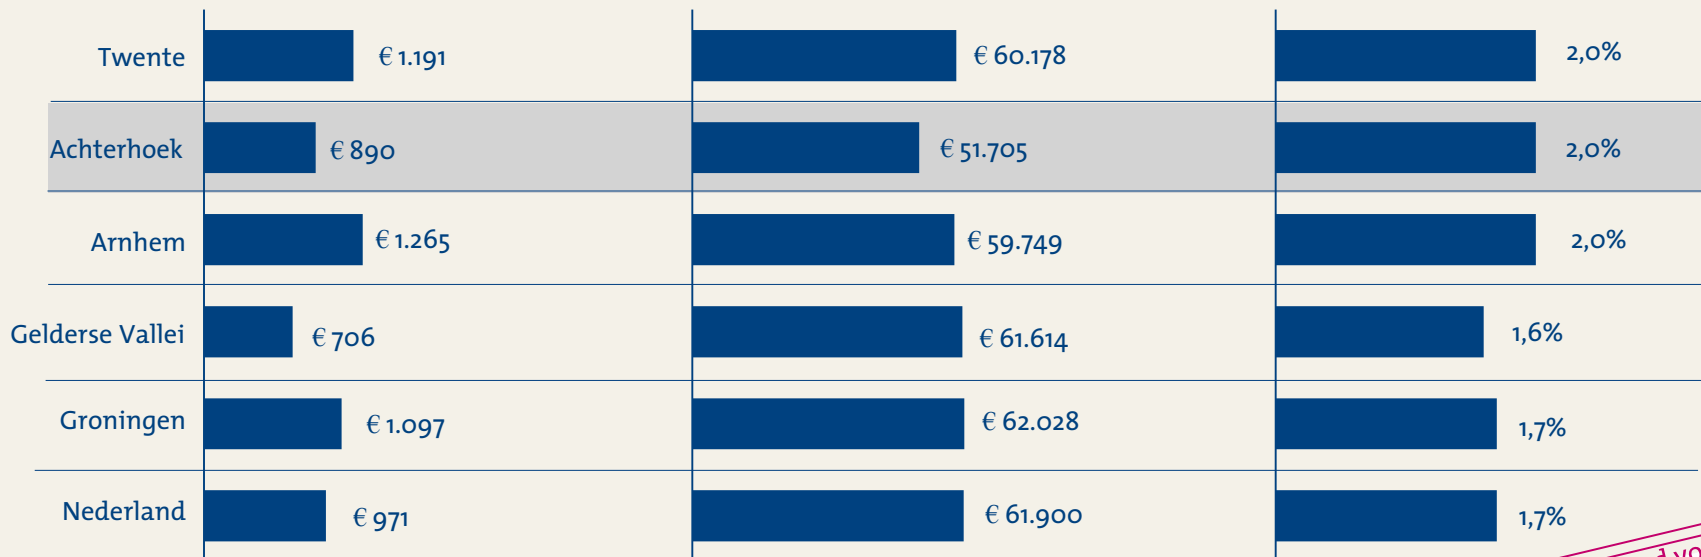 Twente € 1.191 € 60.178 2,0%
Achterhoek € 890 € 51.705 2,0%
Arnhem € 1.265 € 59.749 2,0%
Gelderse Vallei € 706 € 61.614 1,6%
Groningen € 1.097 € 62.028 1,7%
Nederland € 971 € 61.900 1,7%